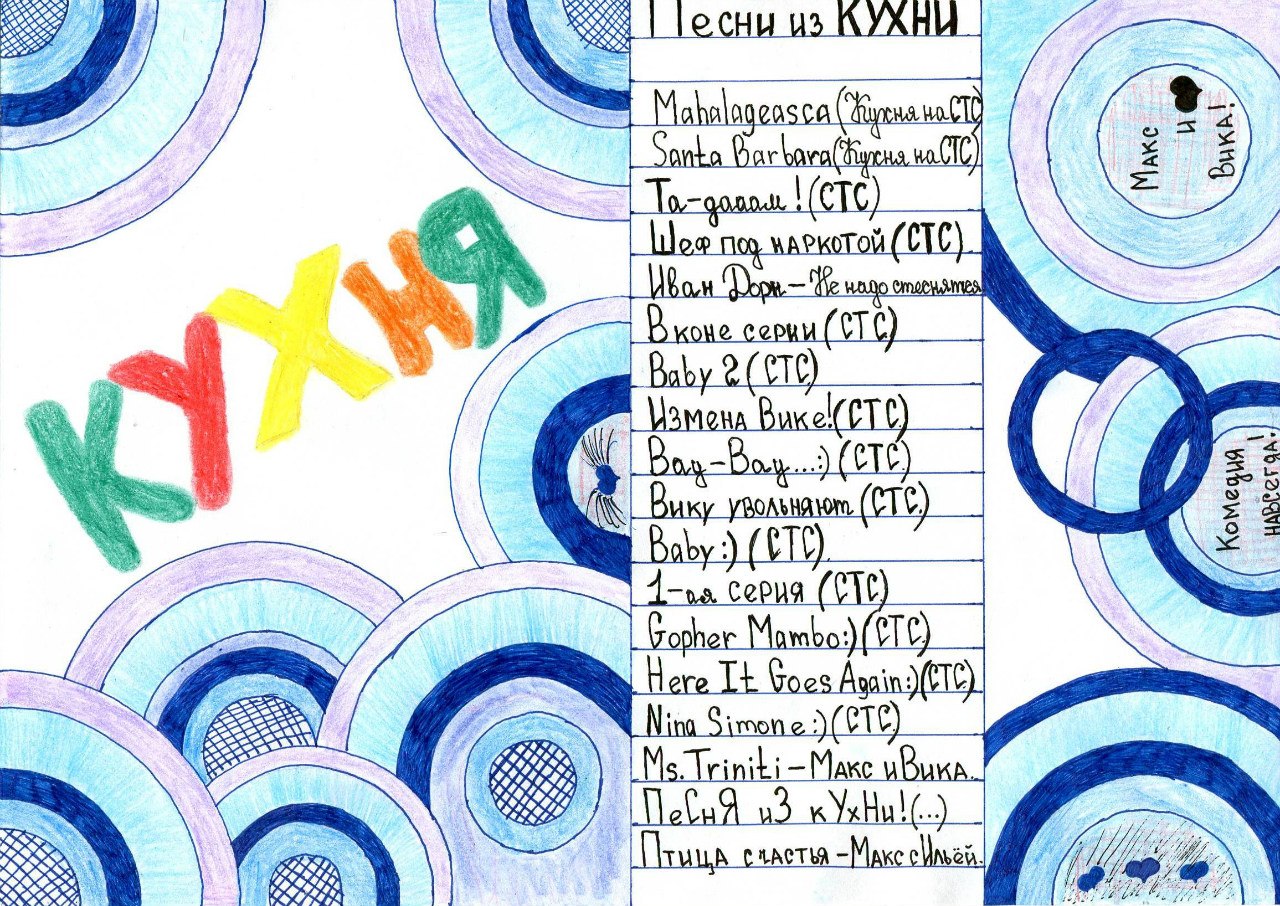 КУХНЯ
Песни из КУХНИ
Mahalageasca (Кухня на СТС)
Santa Barbara (Кухня на СТС)
Та-дааам! (СТС)
Шеф под наркотой (СТС)
Иван Дорн - Не надо стеснятся
В коне серии (СТС)
Baby 2 (СТС)
Измена Вике! (СТС)
Вау-Вау...:) (СТС)
Вику увольняют (СТС)
Baby :) (СТС)
1-ая серия (СТС)
Gopher Mambo :) (СТС)
Here It Goes Again :) (СТС)
Nina Simone :) (СТС)
Ms. Triniti - Макс и Вика.
ПеСнЯ иЗ кУхНи! (...)
Птица счастья - Макс с Ильёй.
Макс
и
Вика!
Комедия
навсегда!